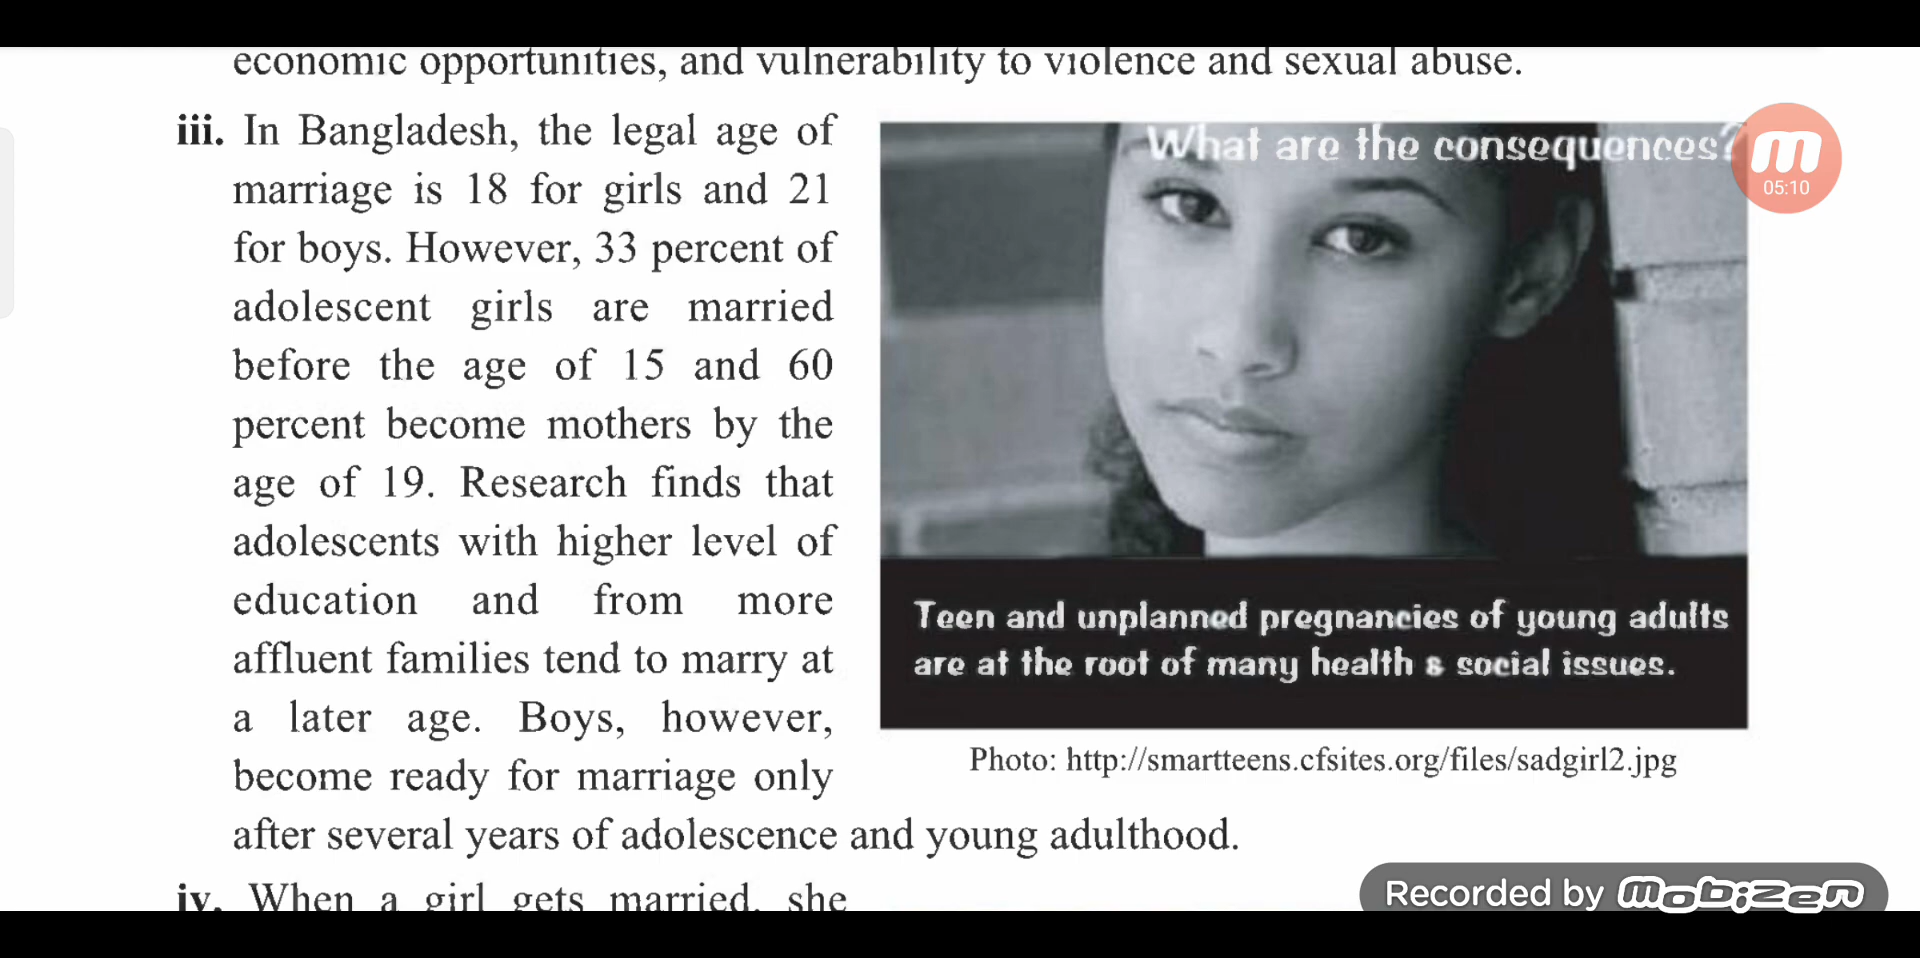 economic opportunities, and vulnerability to violence and sexual abuse.
iii. In Bangladesh, the legal age of
marriage is 18 for girls and 21
for boys. However, 33 percent of
adolescent girls are married
before the age of 15 and 60
percent become mothers by the
age of 19. Research finds that
adolescents with higher level of
education and from more
affluent families tend to marry at
a later age. Boys, however,
become ready for marriage only
after several years of adolescence and young adulthood.
iv. When a girl gets married, she
What are the consequences?
Teen and unplanned pregnancies of young adults
are at the root of many health & social issues.
Photo: http://smartteens.cfsites.org/files/sadgirl2.jpg
m
05:10
Recorded by mobizen